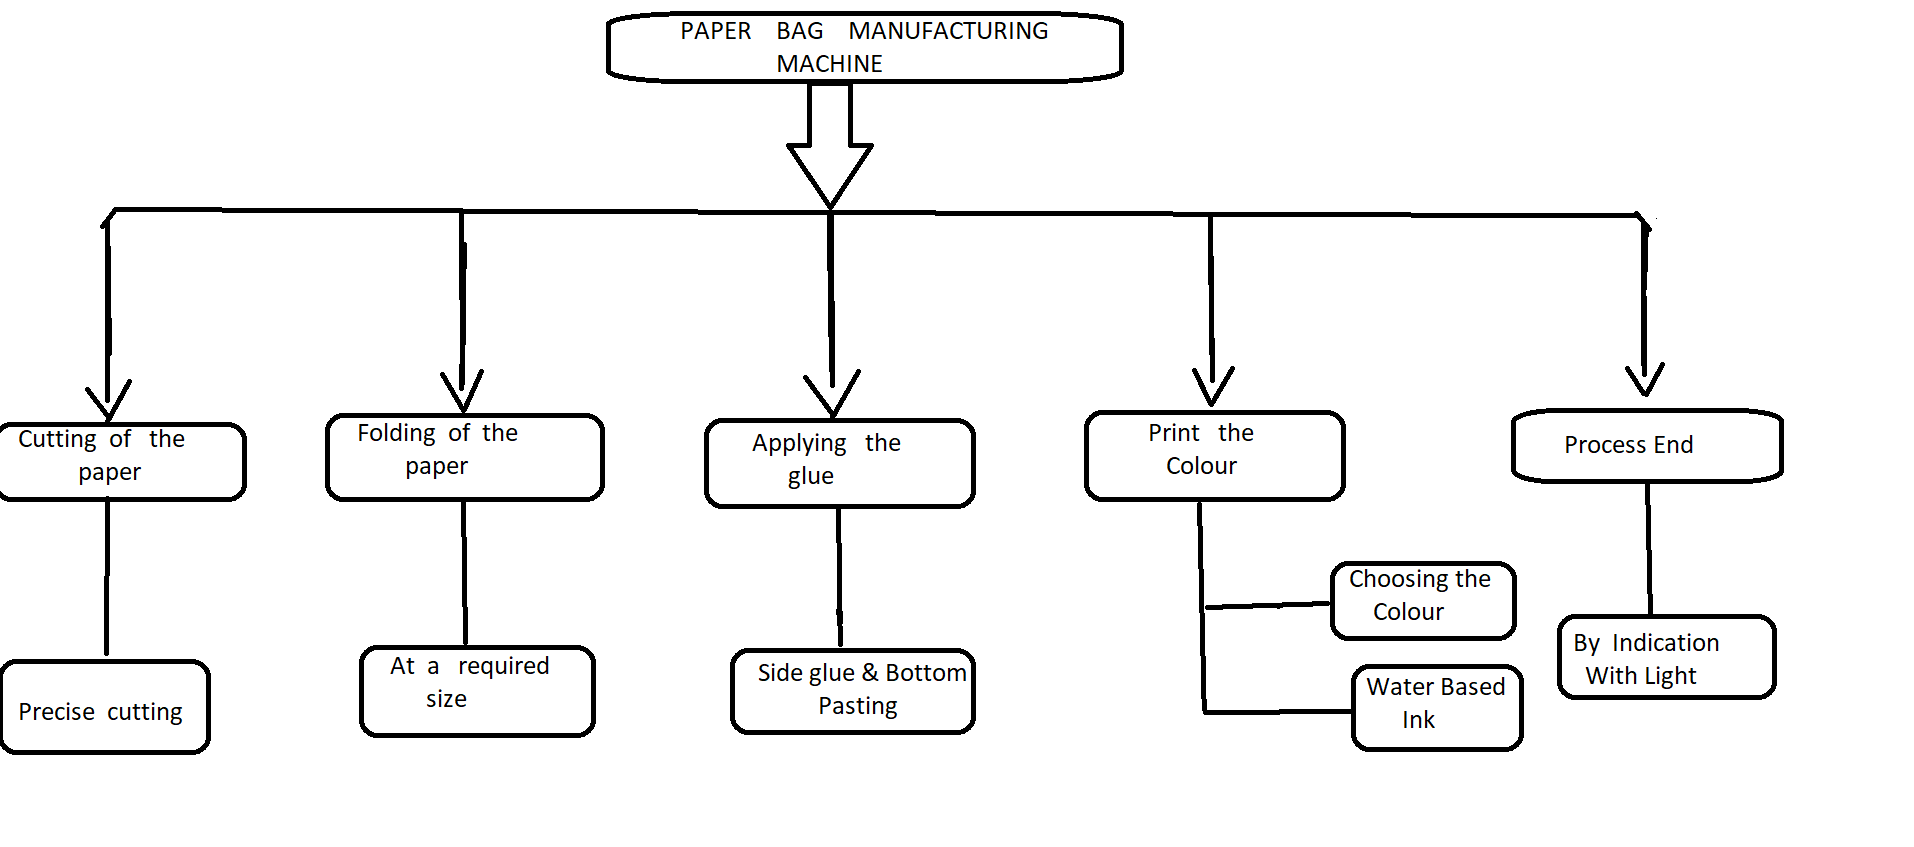 PAPER BAG MANUFACTURING
MACHINE
Cutting of the
paper
Folding of the
paper
Applying the
glue
Print the
Colour
Process End
Precise cutting
At a required
size
Side glue & Bottom
Pasting
Choosing the
Colour
Water Based
Ink
By Indication
With Light